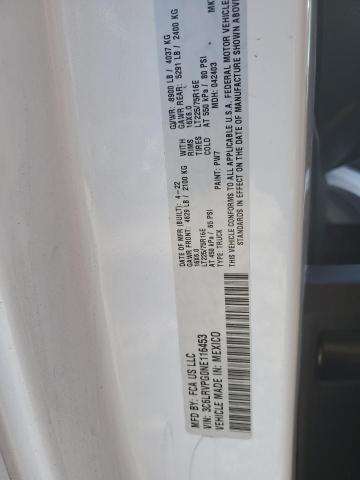 MFD BY: FCA US LLC
DATE OF MFR (BUILT): 4-22
GVWR: 8900 LB / 4037 KG
GAWR FRONT: 4629 LB / 2100 KG
WITH
GAWR REAR: 5291 LB / 2400 KG
16X6.0
RIMS
16X6.0
LT225/75R16E
TIRES
LT225/75R16E
AT 450 kPa / 65 PSI
COLD
AT 550 kPa / 80 PSI
TYPE: TRUCK
PAINT: PW7
MDH: 042403
VIN: 3C6LRVPG0NE116453
VEHICLE MADE IN: MEXICO
THIS VEHICLE CONFORMS TO ALL APPLICABLE U.S.A. FEDERAL MOTOR VEHICLE
STANDARDS IN EFFECT ON THE DATE OF MANUFACTURE SHOWN ABOVE